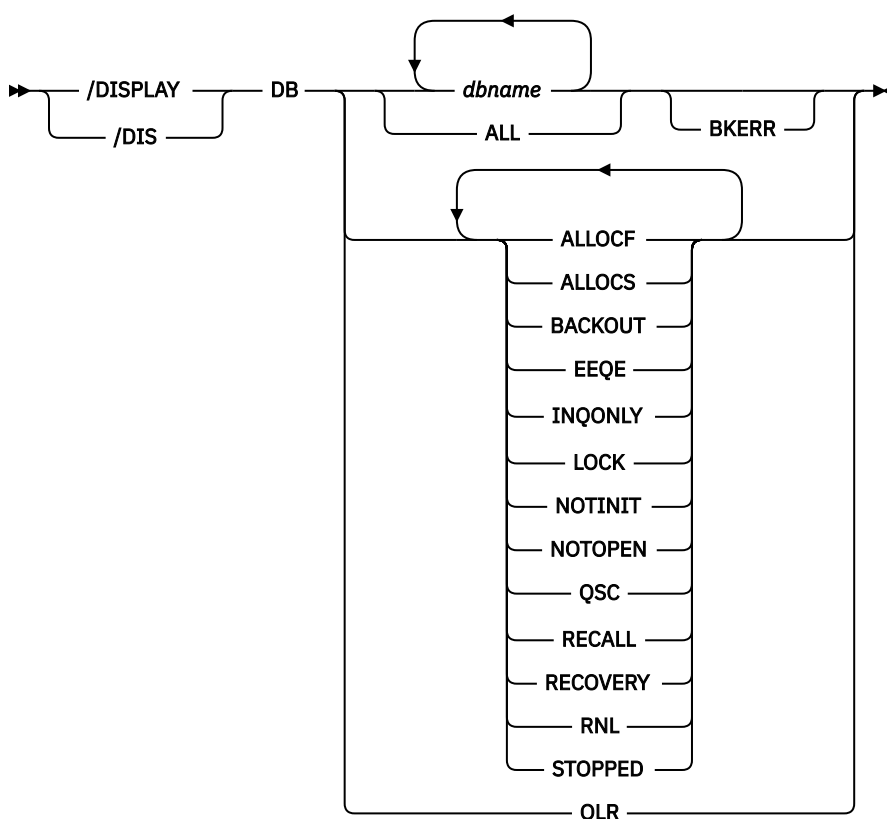 /DISPLAY DB dbname
/DIS ALL BKERR
ALLOCF
ALLOCS
BACKOUT
EEQE
INQONLY
LOCK
NOTINIT
NOTOPEN
QSC
RECALL
RECOVERY
RNL
STOPPED
OLR